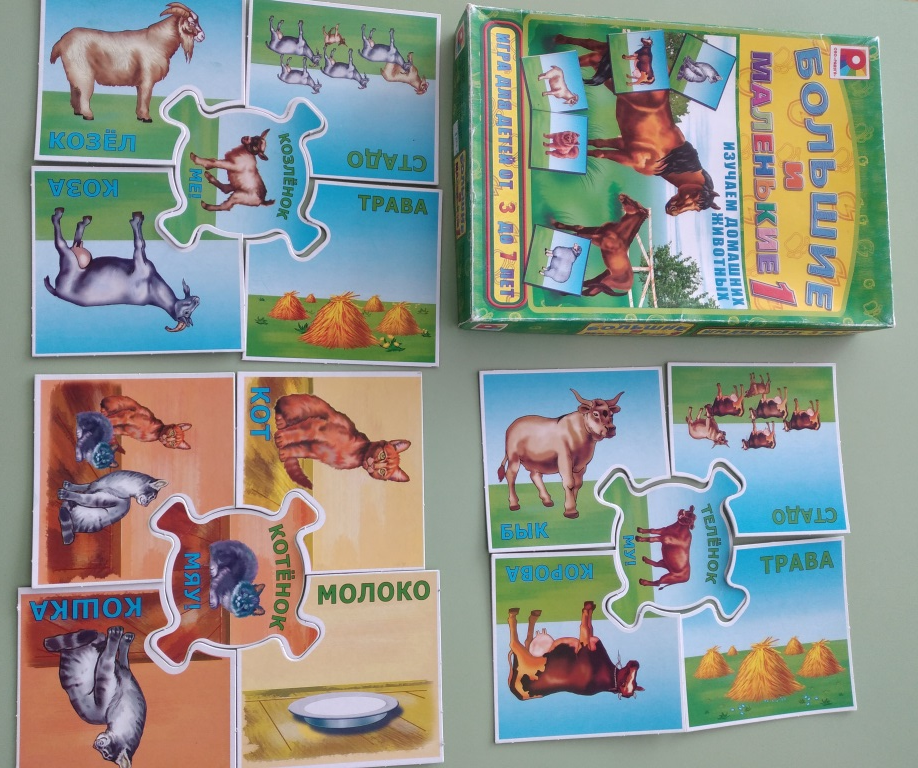 КОЗЁЛ
СТАДО
КОЗЛЁНОК
МЕ!
КОЗА
ТРАВА
БОЛЬШИЕ
И
МАЛЕНЬКИЕ 1
ИЗУЧАЕМ ДОМАШНИХ
ЖИВОТНЫХ
ИГРА ДЛЯ ДЕТЕЙ ОТ 3 ДО 7 ЛЕТ
КОТ
КОТЁНОК
МЯУ!
КОШКА
МОЛОКО
БЫК
СТАДО
ТЕЛЁНОК
МУ!
КОРОВА
ТРАВА